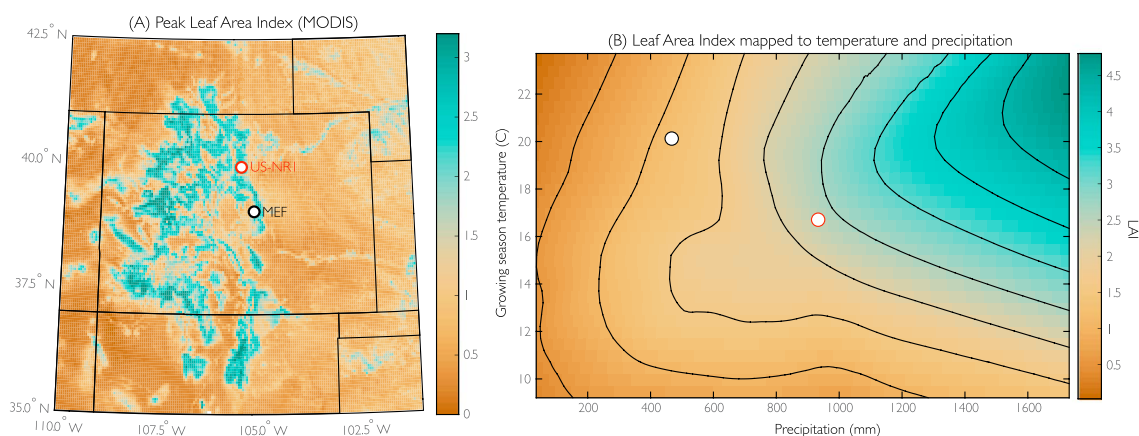 (A) Peak Leaf Area Index (MODIS)
42.5° N
40.0° N
37.5° N
35.0° N
110.0° W
107.5° W
105.0° W
102.5° W
US-NR1
MEF
3
2.5
2
1.5
1
0.5
0
(B) Leaf Area Index mapped to temperature and precipitation
Growing season temperature (C)
22
20
18
16
14
12
10
200
400
600
800
1000
1200
1400
1600
Precipitation (mm)
4.5
4
3.5
3
2.5
2
1.5
1
0.5
LAI